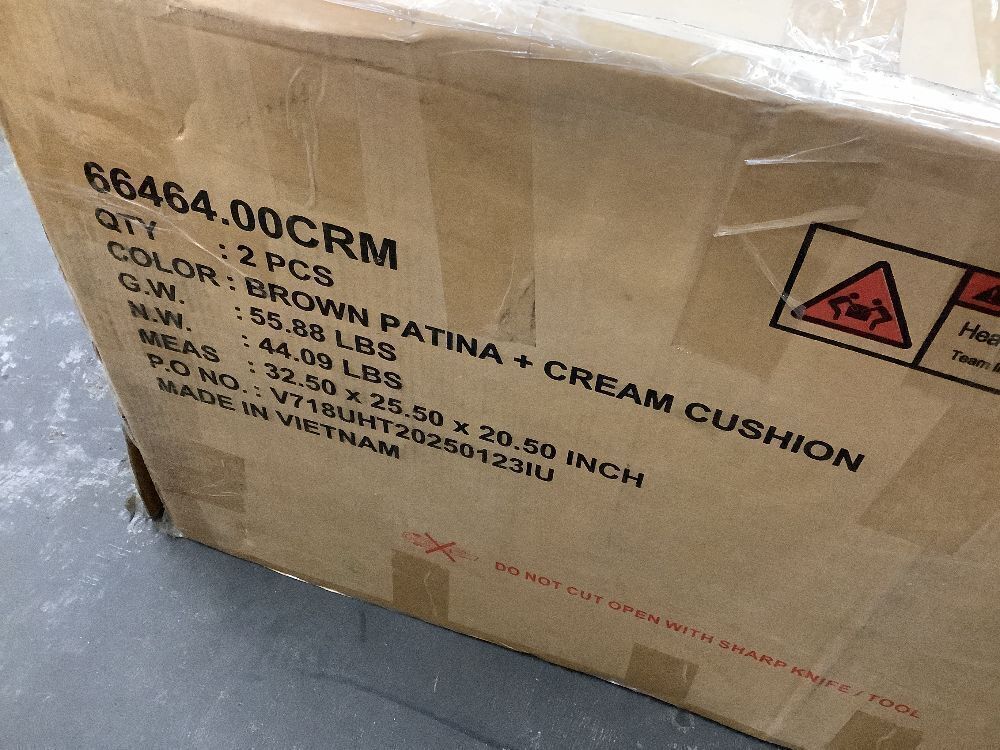 66464.00CRM
QTY : 2 PCS
COLOR : BROWN PATINA + CREAM CUSHION
G.W. : 55.88 LBS
N.W. : 44.09 LBS
MEAS : 32.50 x 25.50 x 20.50 INCH
P.O NO. : V718UHT20250123IU
MADE IN VIETNAM
Team
DO NOT CUT OPEN WITH SHARP KNIFE / TOOL